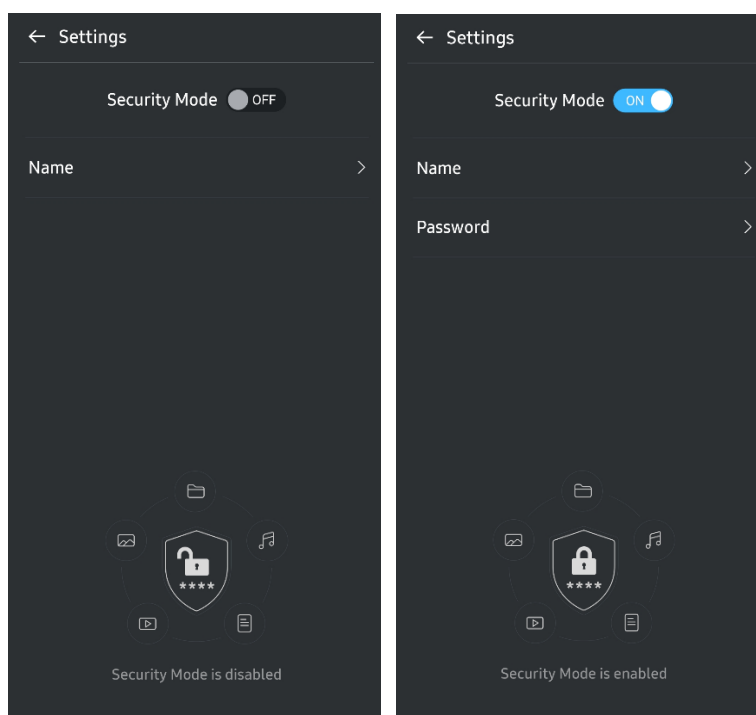 Settings
Security Mode OFF
Name
****
Security Mode is disabled
Settings
Security Mode ON
Name
Password
****
Security Mode is enabled